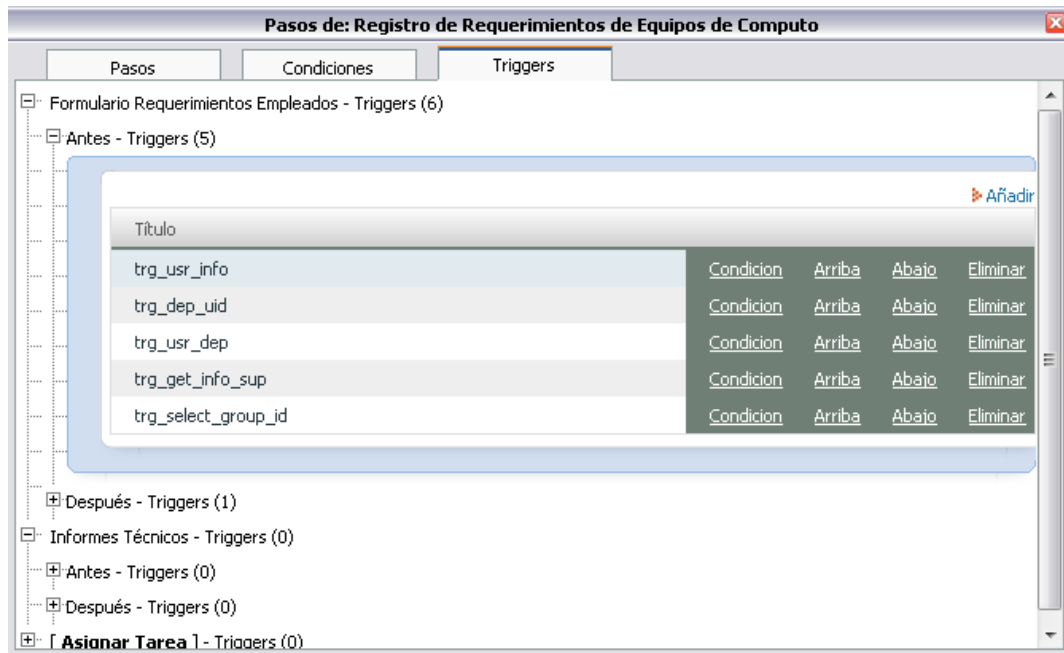 Pasos de: Registro de Requerimientos de Equipos de Computo
Pasos Condiciones Triggers
Formulario Requerimientos Empleados - Triggers (6)
Antes - Triggers (5)
Añadir
Título
trg_usr_info Condicion Arriba Abajo Eliminar
trg_dep_uid Condicion Arriba Abajo Eliminar
trg_usr_dep Condicion Arriba Abajo Eliminar
trg_get_info_sup Condicion Arriba Abajo Eliminar
trg_select_group_id Condicion Arriba Abajo Eliminar
Después - Triggers (1)
Informes Técnicos - Triggers (0)
Antes - Triggers (0)
Después - Triggers (0)
[ Asignar Tarea ] - Triggers (0)